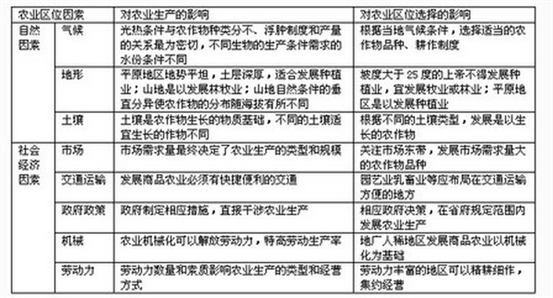 农业区位因素 对农业生产的影响 对农业区位选择的影响
自然因素
气候
光热条件与农作物种类分不、浮肿制度和产量
的关系最为密切，不同生物的生产条件需求的
水份条件不同
根据当地气候条件，选择适当的
农作物品种、耕作制度
地形
平原地区地势平坦，土层深厚，适合发展种植
业；山地是以发展林牧业；山地自然条件的垂
直分异使农作物的分布随海拔有所不同
坡度大于25度的上帝不得发展种
植业，宜发展牧业或林业；平原地
区是以发展种植业
土壤
土壤是农作物生长的物质基础，不同的土壤适
宜生长的作物不同
根据不同的土壤类型，发展是以生
长的农作物
社会
经济
因素
市场
市场需求量最终决定了农业生产的类型和规模
关注市场东带，发展市场需求量大
的农作物品种
交通运输
发展商品农业必须有快捷便利的交通
园艺业乳畜业等应布局在交通运输
方便的地方
政府政策
政府制定相应措施，直接干涉农业生产
相应政府决策，在省府规定范围内
发展农业生产
机械
农业机械化可以解放劳动力，特高劳动生产率
地广人稀地区发展商品农业以机械
化为基础
劳动力
劳动力数量和素质影响农业生产的类型和经营
方式
劳动力丰富的地区可以精耕细作，
集约经营